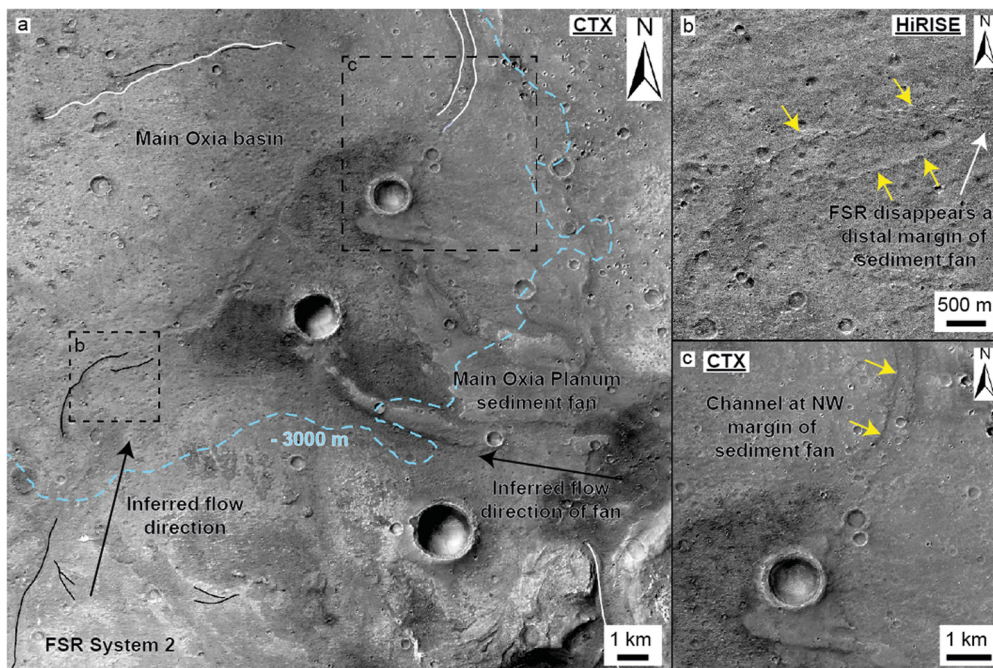 a
CTX
N
c
Main Oxia basin
b
Main Oxia Planum
sediment fan
- 3000 m
Inferred flow
direction
Inferred flow
direction of fan
FSR System 2
1 km
b
HiRISE
N
FSR disappears a
distal margin of
sediment fan
500 m
c
CTX
N
Channel at NW
margin of
sediment fan
1 km